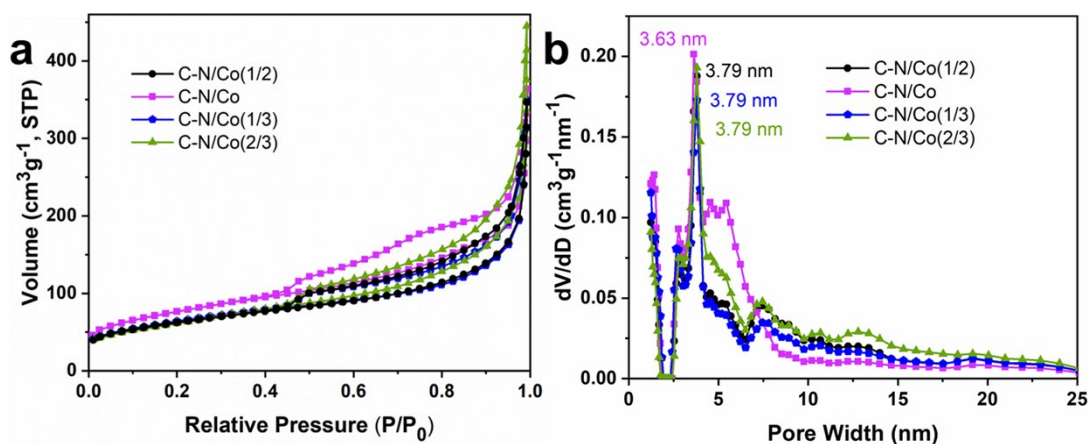 a
Volume (cm³g⁻¹, STP)
400
300
200
100
0
C-N/Co(1/2)
C-N/Co
C-N/Co(1/3)
C-N/Co(2/3)
0.0 0.2 0.4 0.6 0.8 1.0
Relative Pressure (P/P₀)
b
dV/dD (cm³g⁻¹nm⁻¹)
0.20
0.15
0.10
0.05
0.00
3.63 nm
3.79 nm
3.79 nm
3.79 nm
C-N/Co(1/2)
C-N/Co
C-N/Co(1/3)
C-N/Co(2/3)
0 5 10 15 20 25
Pore Width (nm)